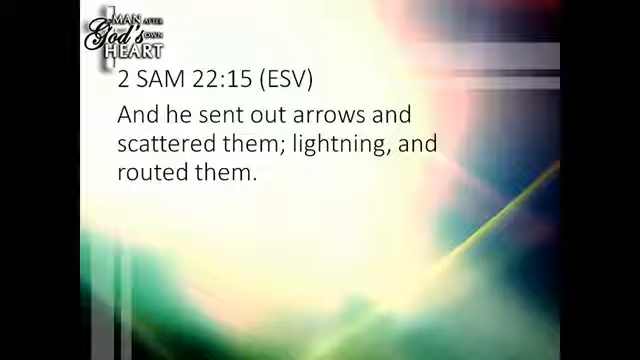 A MAN AFTER
God's OWN
HEART
2 SAM 22:15 (ESV)
And he sent out arrows and
scattered them; lightning, and
routed them.